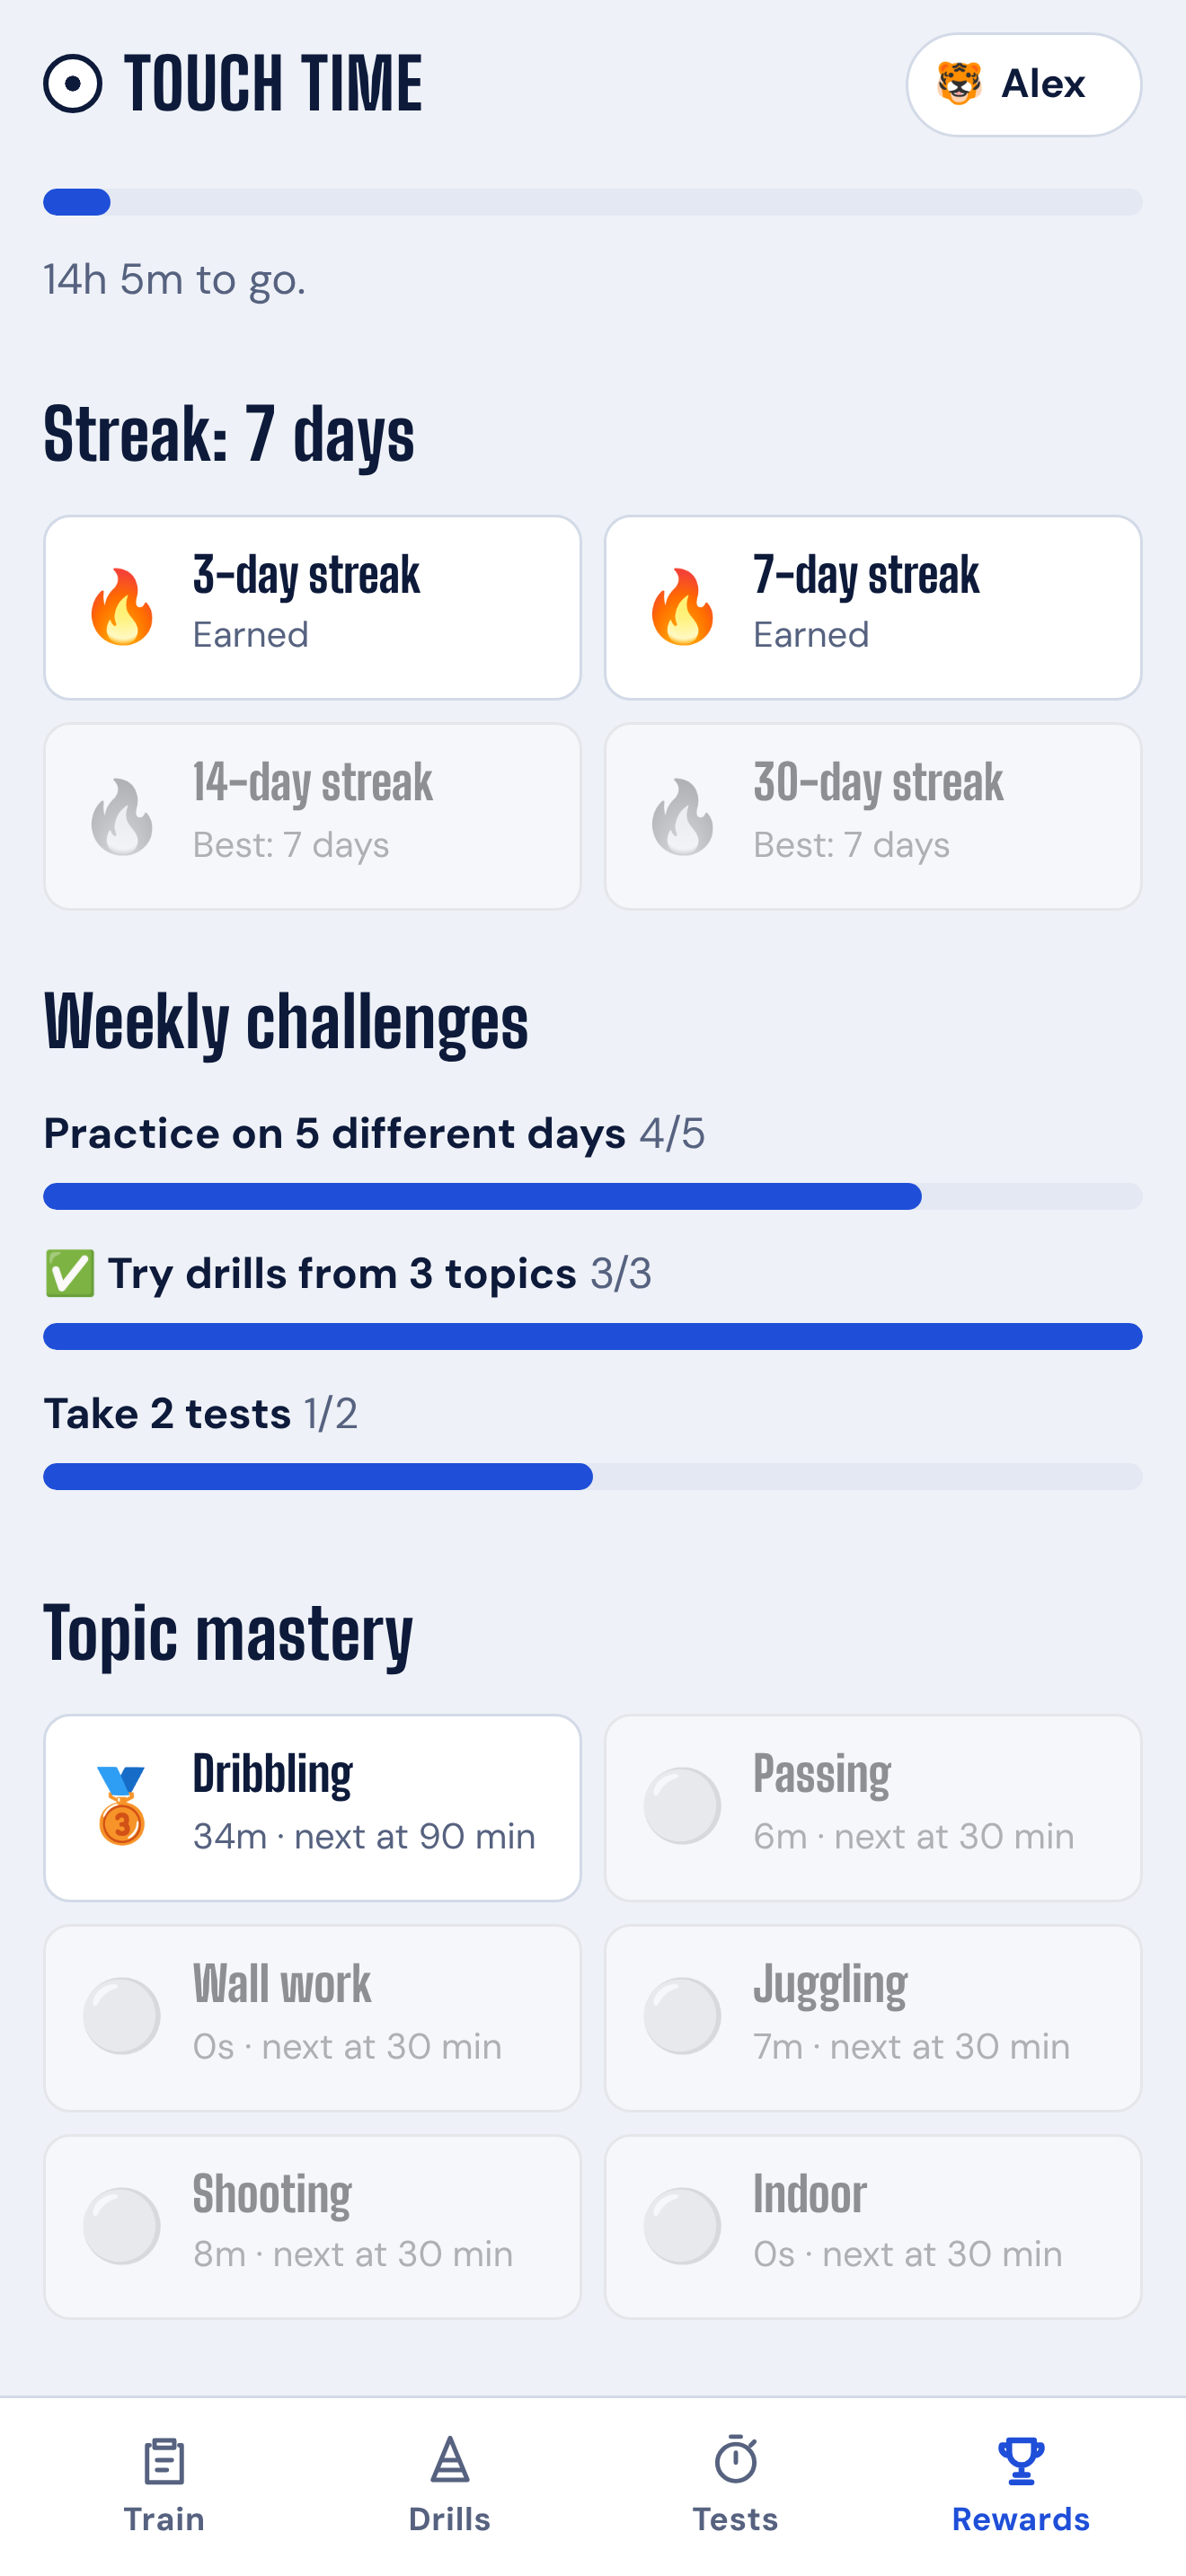 TOUCH TIME
Alex
14h 5m to go.
Streak: 7 days
3-day streak
Earned
7-day streak
Earned
14-day streak
Best: 7 days
30-day streak
Best: 7 days
Weekly challenges
Practice on 5 different days 4/5
✅ Try drills from 3 topics 3/3
Take 2 tests 1/2
Topic mastery
3
Dribbling
34m · next at 90 min
Passing
6m · next at 30 min
Wall work
0s · next at 30 min
Juggling
7m · next at 30 min
Shooting
8m · next at 30 min
Indoor
0s · next at 30 min
Train
Drills
Tests
Rewards